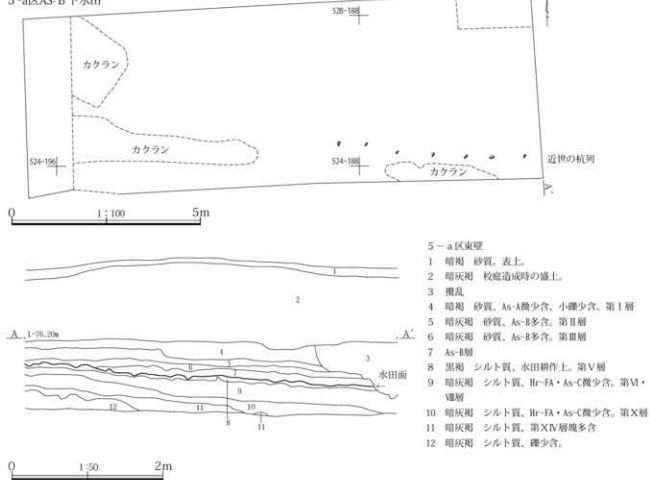 5-a区AS-B下水田
528-188
カクラン
カクラン
524-196
524-188
カクラン
近世の杭列
A.
0 1:100 5m
5－a区東壁
1 暗褐 砂質。表土。
2 暗灰褐 校庭造成時の盛土。
3 攪乱
4 暗褐 砂質、As-A微少含、小礫少含。第Ⅰ層
5 暗灰褐 砂質、As-B多含。第Ⅱ層
6 暗灰褐 砂質、As-B多含。第Ⅲ層
7 As-B層
8 黒褐 シルト質、水田耕作土。第Ⅴ層
9 暗灰褐 シルト質、Hr-FA・As-C微少含。第Ⅵ・
Ⅶ層
10 暗灰褐 シルト質、Hr-FA・As-C微少含。第Ⅹ層
11 暗灰褐 シルト質、第ⅩⅣ層塊多含
12 暗灰褐 シルト質、礫少含。
1
2
A L=76.20m A'
4
3
5
6
7
水田面
9
12 11 10
8 11
0 1:50 2m